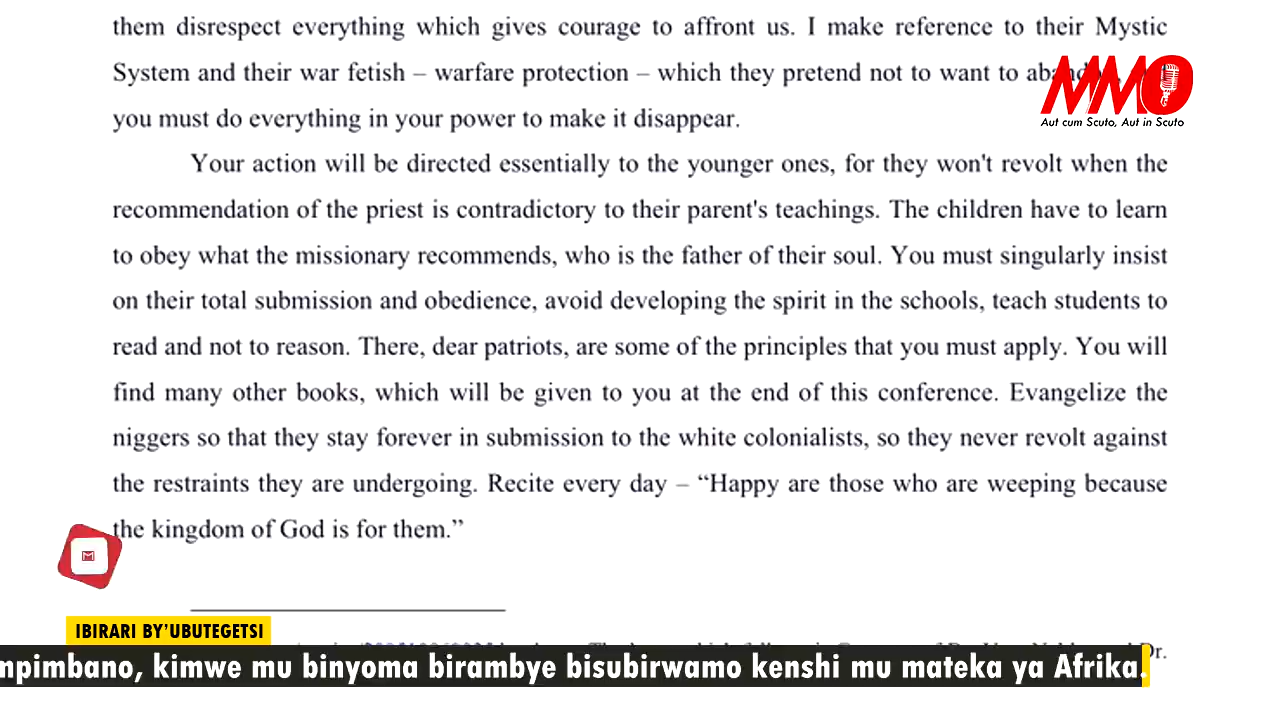 them disrespect everything which gives courage to affront us. I make reference to their Mystic
System and their war fetish – warfare protection – which they pretend not to want to
you must do everything in your power to make it disappear.
Your action will be directed essentially to the younger ones, for they won't revolt when the
recommendation of the priest is contradictory to their parent's teachings. The children have to learn
to obey what the missionary recommends, who is the father of their soul. You must singularly insist
on their total submission and obedience, avoid developing the spirit in the schools, teach students to
read and not to reason. There, dear patriots, are some of the principles that you must apply. You will
find many other books, which will be given to you at the end of this conference. Evangelize the
niggers so that they stay forever in submission to the white colonialists, so they never revolt against
the restraints they are undergoing. Recite every day – “Happy are those who are weeping because
the kingdom of God is for them.”
MMO
Aut cum Scuto, Aut in Scuto
IBIRARI BY’UBUTEGETSI
mpimbano, kimwe mu binyoma birambye bisubirwamo kenshi mu mateka ya Afrika.